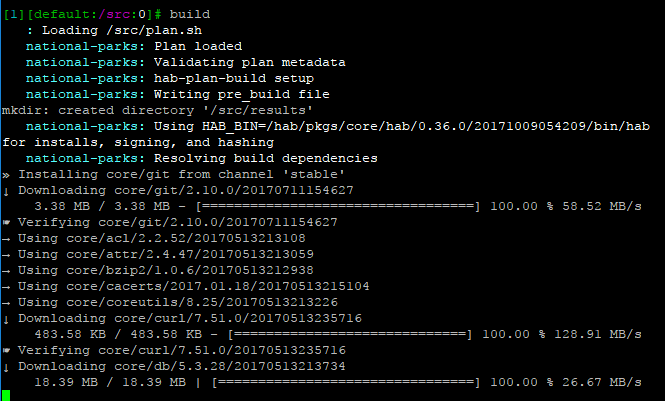 [1][default:/src:0]# build
: Loading /src/plan.sh
national-parks: Plan loaded
national-parks: Validating plan metadata
national-parks: hab-plan-build setup
national-parks: Writing pre_build file
mkdir: created directory '/src/results'
national-parks: Using HAB_BIN=/hab/pkgs/core/hab/0.36.0/20171009054209/bin/hab
for installs, signing, and hashing
national-parks: Resolving build dependencies
» Installing core/git from channel 'stable'
↓ Downloading core/git/2.10.0/20170711154627
3.38 MB / 3.38 MB - [==================================] 100.00 % 58.52 MB/s
☛ Verifying core/git/2.10.0/20170711154627
→ Using core/acl/2.2.52/20170513213108
→ Using core/attr/2.4.47/20170513213059
→ Using core/bzip2/1.0.6/20170513212938
→ Using core/cacerts/2017.01.18/20170513215104
→ Using core/coreutils/8.25/20170513213226
↓ Downloading core/curl/7.51.0/20170513235716
483.58 KB / 483.58 KB - [=============================] 100.00 % 128.91 MB/s
☛ Verifying core/curl/7.51.0/20170513235716
↓ Downloading core/db/5.3.28/20170513213734
18.39 MB / 18.39 MB | [================================] 100.00 % 26.67 MB/s